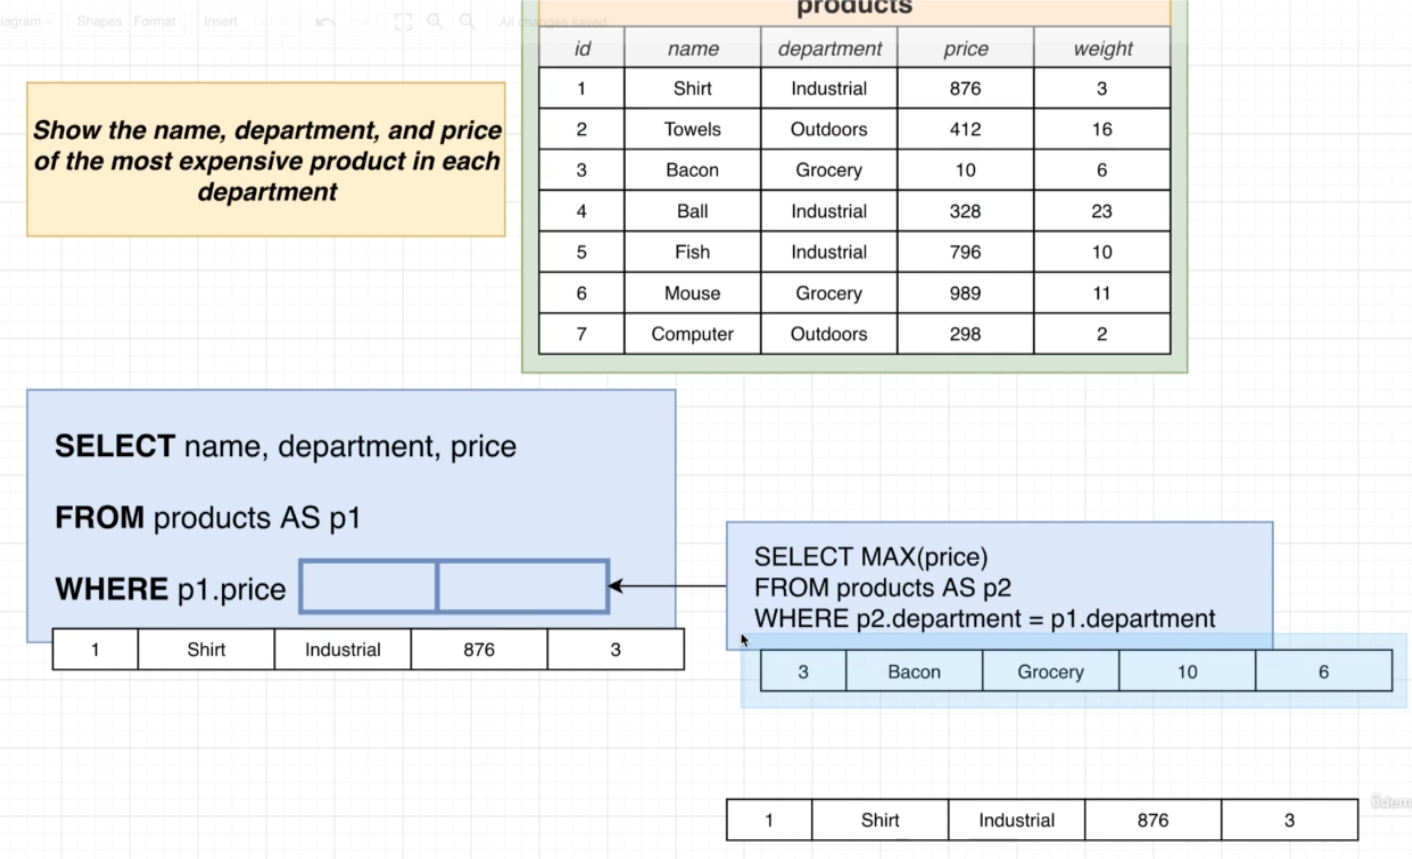 Shapes Format Insert Delete All changes saved
products
id name department price weight
1 Shirt Industrial 876 3
2 Towels Outdoors 412 16
3 Bacon Grocery 10 6
4 Ball Industrial 328 23
5 Fish Industrial 796 10
6 Mouse Grocery 989 11
7 Computer Outdoors 298 2
Show the name, department, and price
of the most expensive product in each
department
SELECT name, department, price
FROM products AS p1
WHERE p1.price
1 Shirt Industrial 876 3
SELECT MAX(price)
FROM products AS p2
WHERE p2.department = p1.department
3 Bacon Grocery 10 6
1 Shirt Industrial 876 3